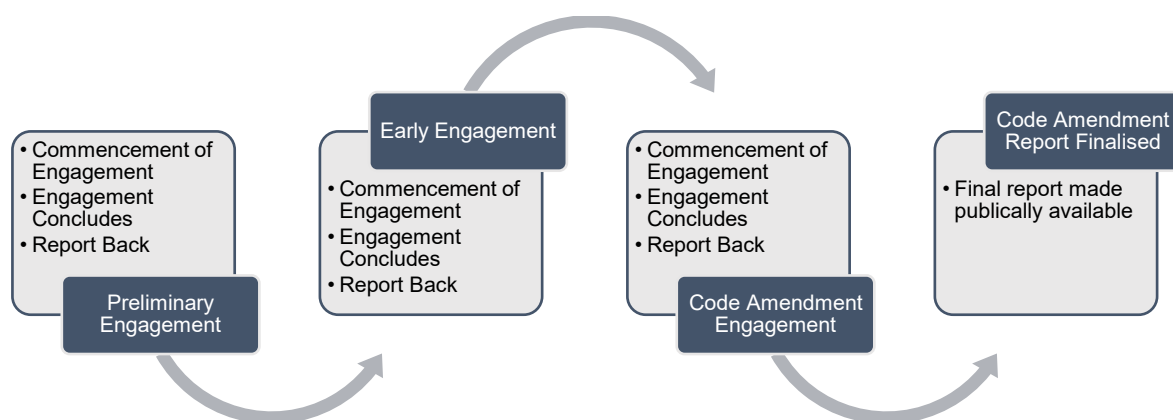 • Commencement of
Engagement
• Engagement
Concludes
• Report Back
Preliminary
Engagement
Early Engagement
• Commencement of
Engagement
• Engagement
Concludes
• Report Back
• Commencement of
Engagement
• Engagement
Concludes
• Report Back
Code Amendment
Engagement
Code Amendment
Report Finalised
• Final report made
publically available